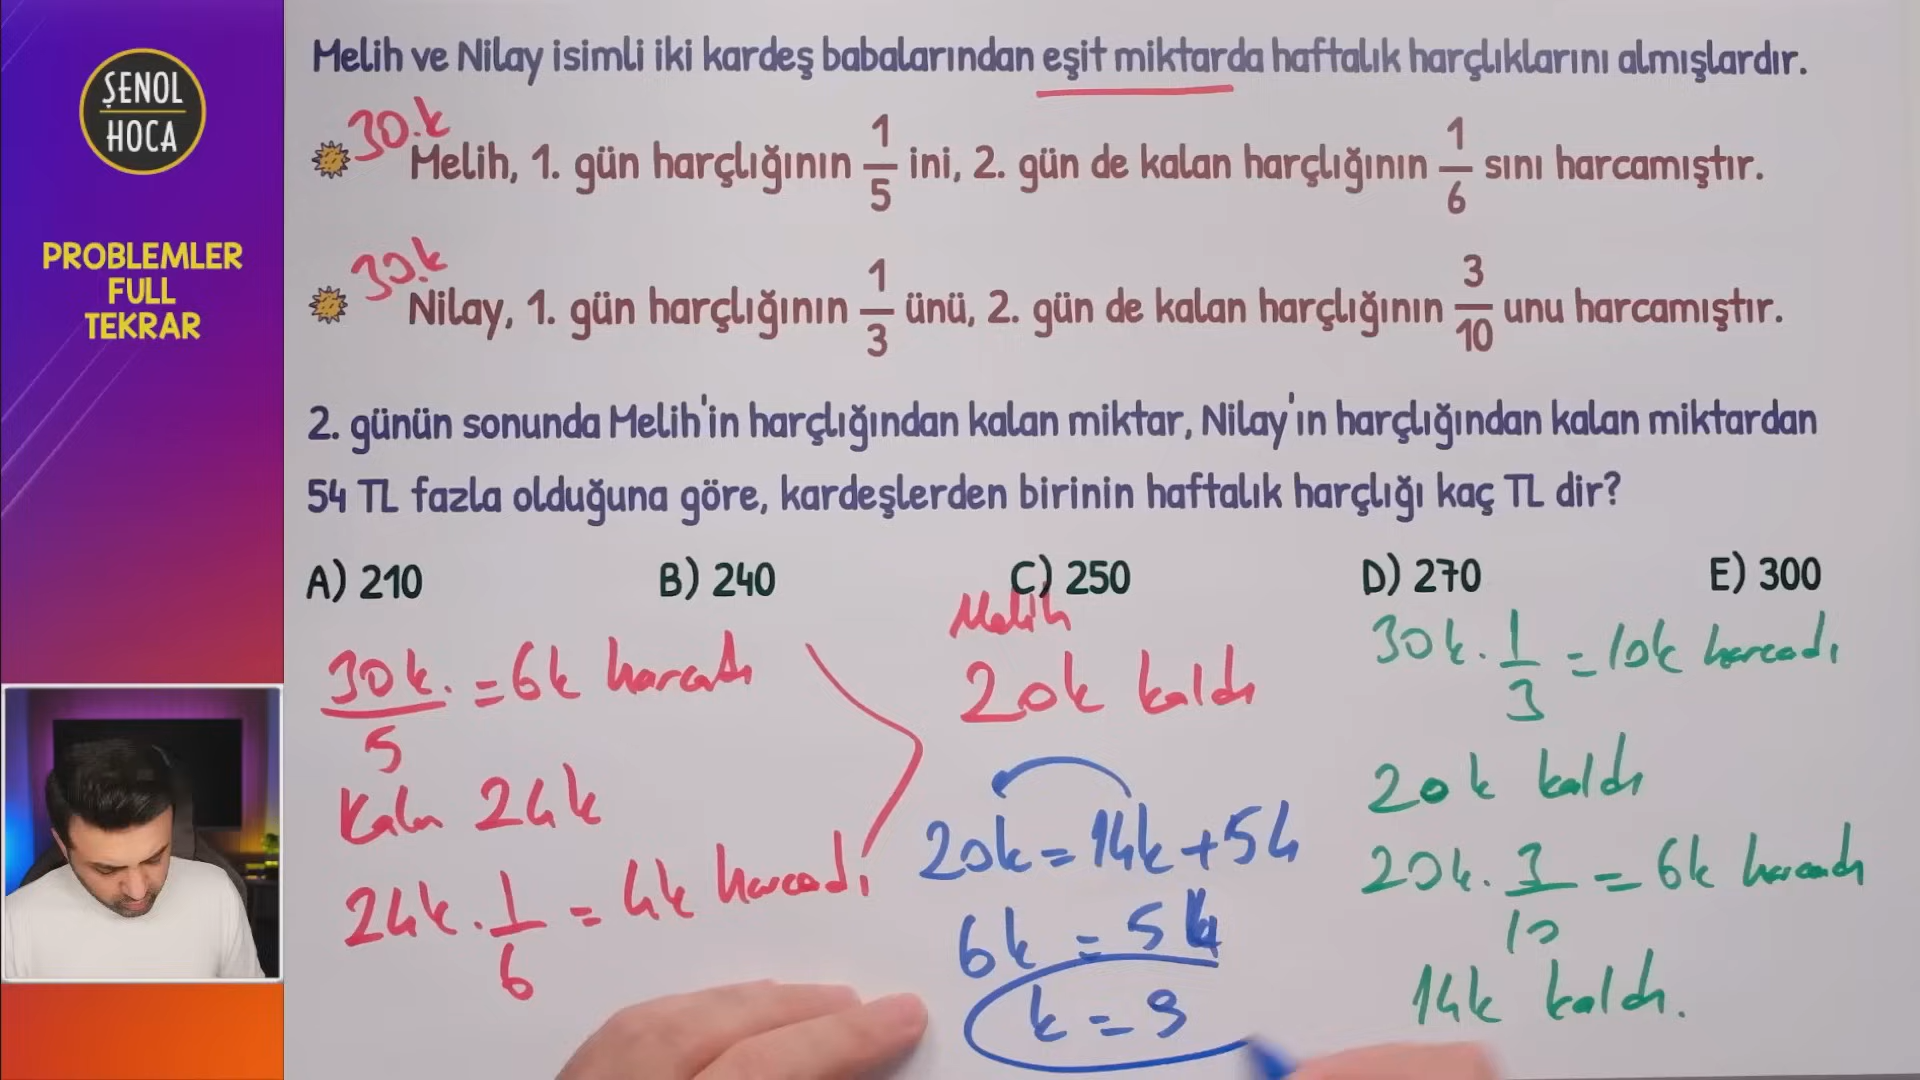 ŞENOL
HOCA
PROBLEMLER
FULL
TEKRAR
Melih ve Nilay isimli iki kardeş babalarından eşit miktarda haftalık harçlıklarını almışlardır.
30.k
Melih, 1. gün harçlığının 1/5 ini, 2. gün de kalan harçlığının 1/6 sını harcamıştır.
30.k
Nilay, 1. gün harçlığının 1/3 ünü, 2. gün de kalan harçlığının 3/10 unu harcamıştır.
2. günün sonunda Melih'in harçlığından kalan miktar, Nilay'ın harçlığından kalan miktardan
54 TL fazla olduğuna göre, kardeşlerden birinin haftalık harçlığı kaç TL dir?
A) 210 B) 240 C) 250 D) 270 E) 300
30k/5 = 6k harcadı
Kalan 24k
24k . 1/6 = 4k harcadı
Melih
20k kaldı
20k = 14k + 54
6k = 54
k = 9
30k . 1/3 = 10k harcadı
20k kaldı
20k . 3/10 = 6k harcadı
14k kaldı.